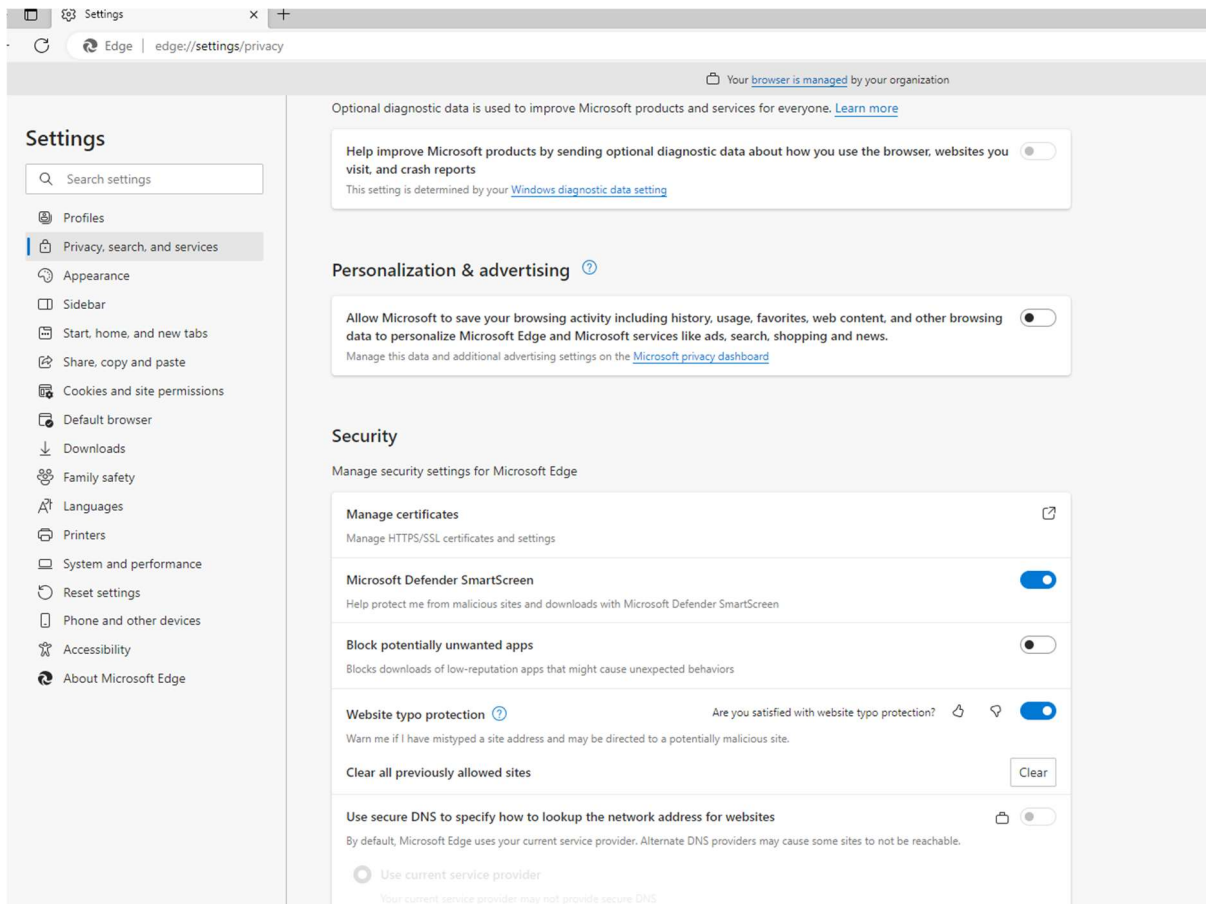 Settings
Edge | edge://settings/privacy
Your browser is managed by your organization
Settings
Search settings
Profiles
Privacy, search, and services
Appearance
Sidebar
Start, home, and new tabs
Share, copy and paste
Cookies and site permissions
Default browser
Downloads
Family safety
Languages
Printers
System and performance
Reset settings
Phone and other devices
Accessibility
About Microsoft Edge
Optional diagnostic data is used to improve Microsoft products and services for everyone. Learn more
Help improve Microsoft products by sending optional diagnostic data about how you use the browser, websites you
visit, and crash reports
This setting is determined by your Windows diagnostic data setting
Personalization & advertising
Allow Microsoft to save your browsing activity including history, usage, favorites, web content, and other browsing
data to personalize Microsoft Edge and Microsoft services like ads, search, shopping and news.
Manage this data and additional advertising settings on the Microsoft privacy dashboard
Security
Manage security settings for Microsoft Edge
Manage certificates
Manage HTTPS/SSL certificates and settings
Microsoft Defender SmartScreen
Help protect me from malicious sites and downloads with Microsoft Defender SmartScreen
Block potentially unwanted apps
Blocks downloads of low-reputation apps that might cause unexpected behaviors
Website typo protection Are you satisfied with website typo protection?
Warn me if I have mistyped a site address and may be directed to a potentially malicious site.
Clear all previously allowed sites Clear
Use secure DNS to specify how to lookup the network address for websites
By default, Microsoft Edge uses your current service provider. Alternate DNS providers may cause some sites to not be reachable.
Use current service provider
Your current service provider may not provide secure DNS